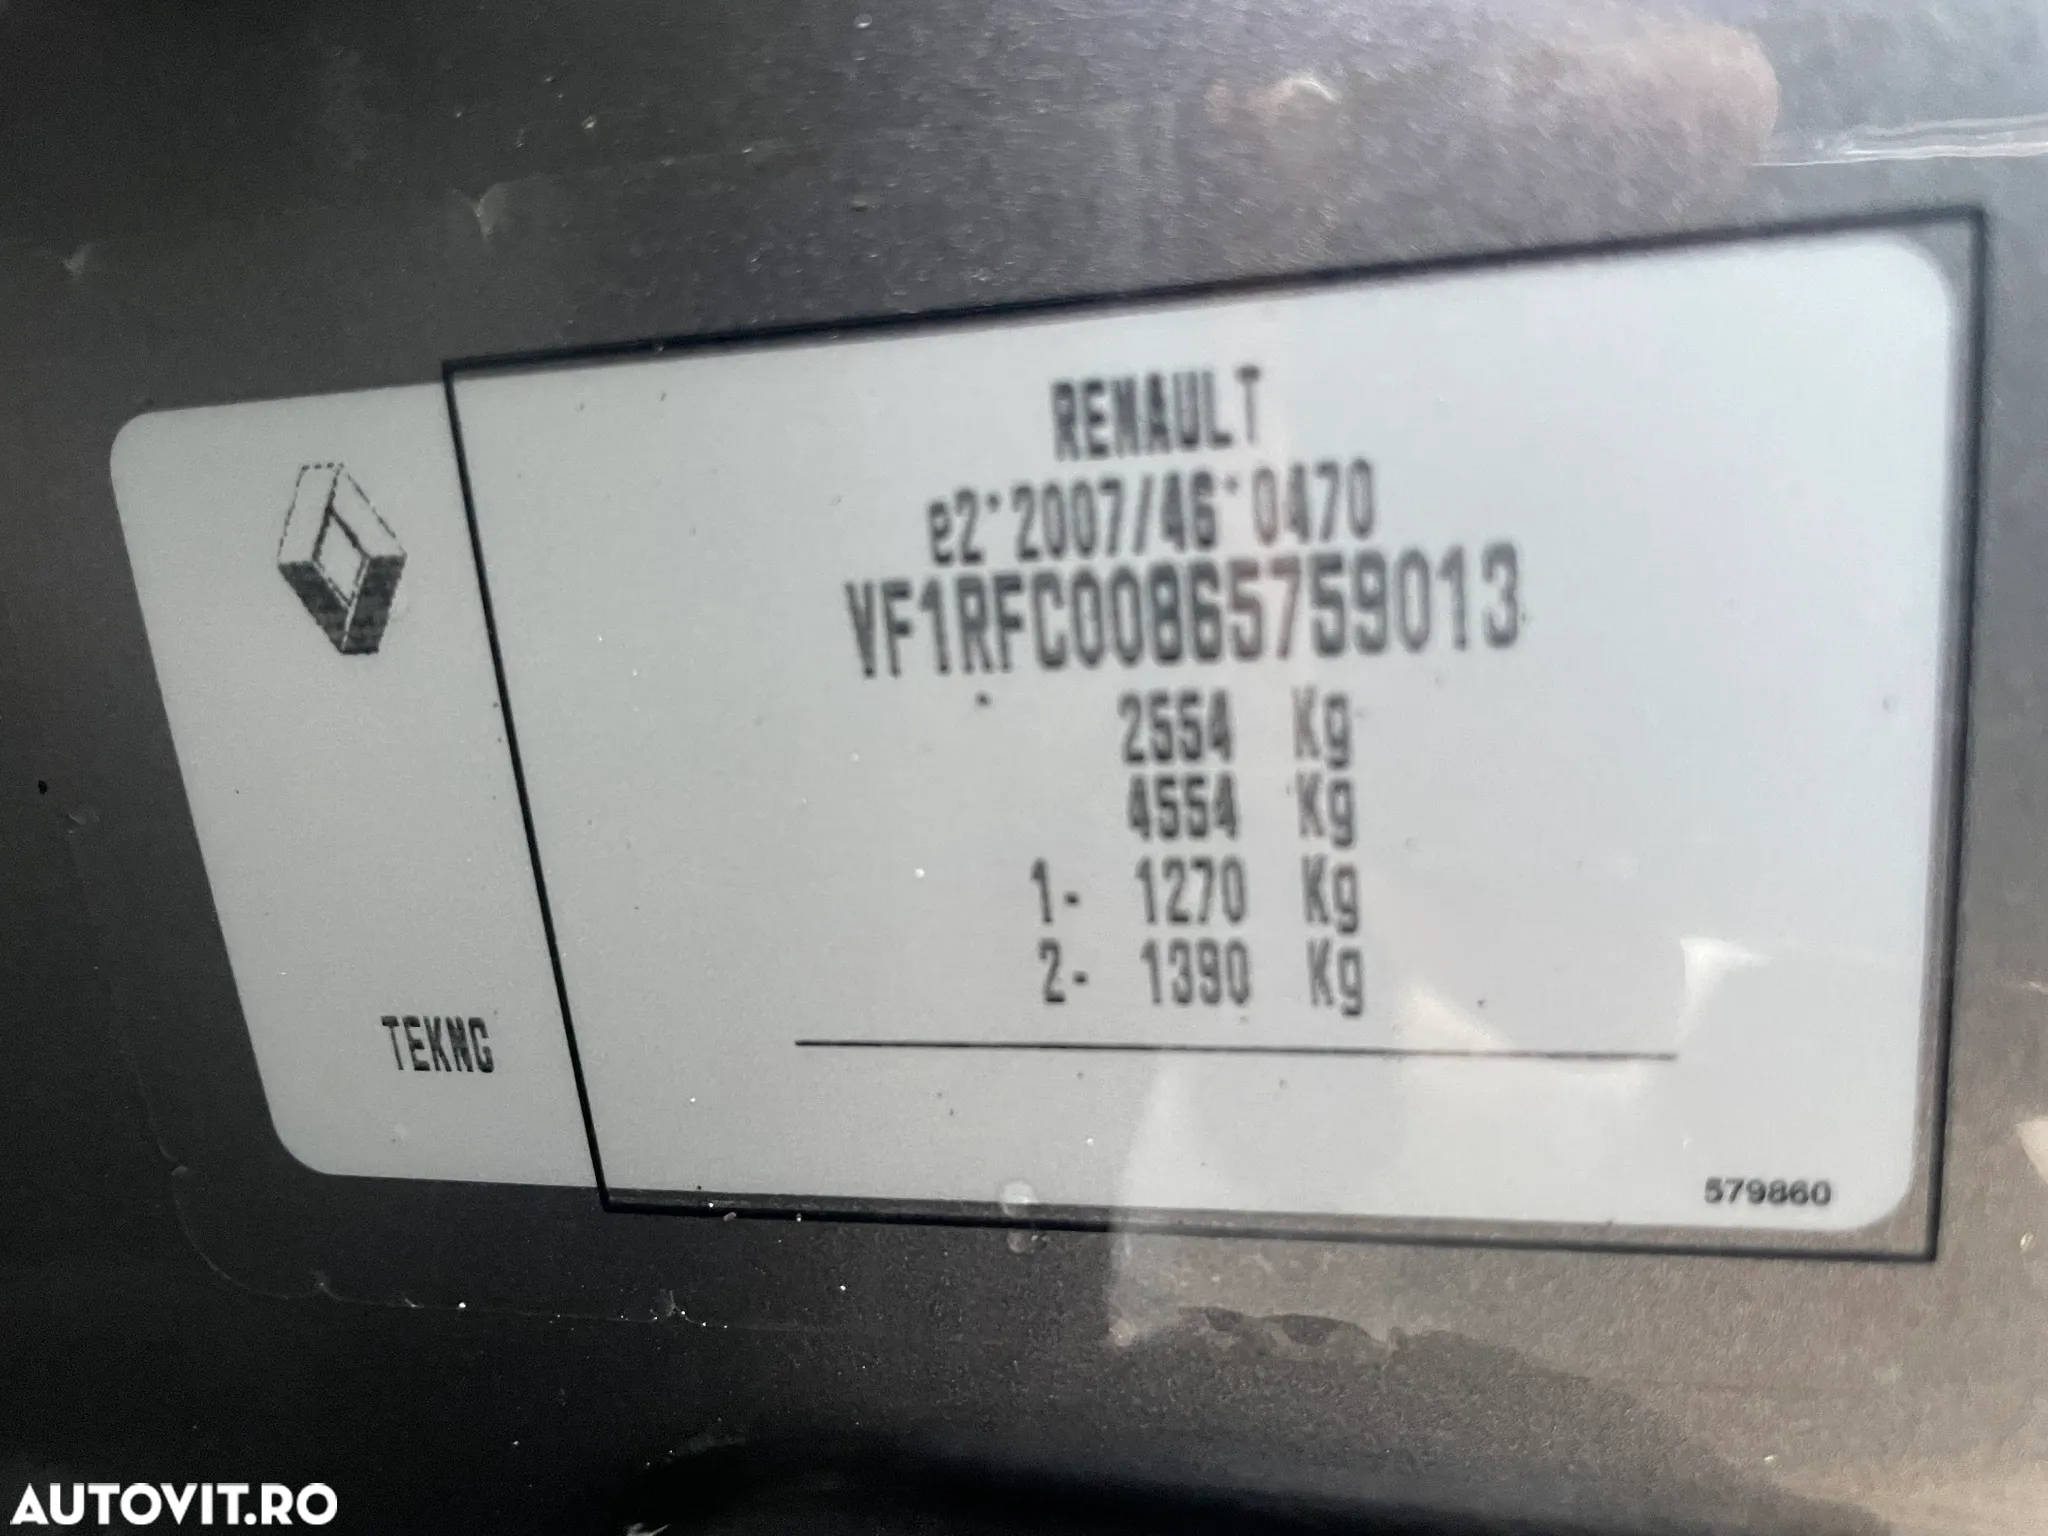 RENAULT
e2*2007/46*0470
VF1RFC00865759013
2554 Kg
4554 Kg
1- 1270 Kg
2- 1390 Kg
TEKNG
579860
AUTOVIT.RO